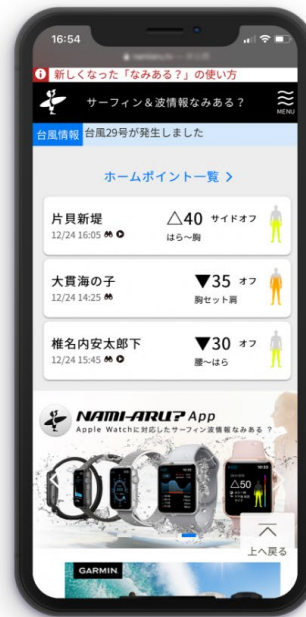 16:54
新しくなった「なみある？」の使い方
サーフィン＆波情報なみある？
MENU
台風情報 台風29号が発生しました
ホームポイント一覧
片貝新堤 △40 サイドオフ
12/24 16:05 はら〜胸
大貫海の子 ▼35 オフ
12/24 14:25 胸セット肩
椎名内安太郎下 ▼30 オフ
12/24 15:45 腰〜はら
NAMI-ARU? App
Apple Watchに対応したサーフィン波情報なみある？
△50
上へ戻る
GARMIN